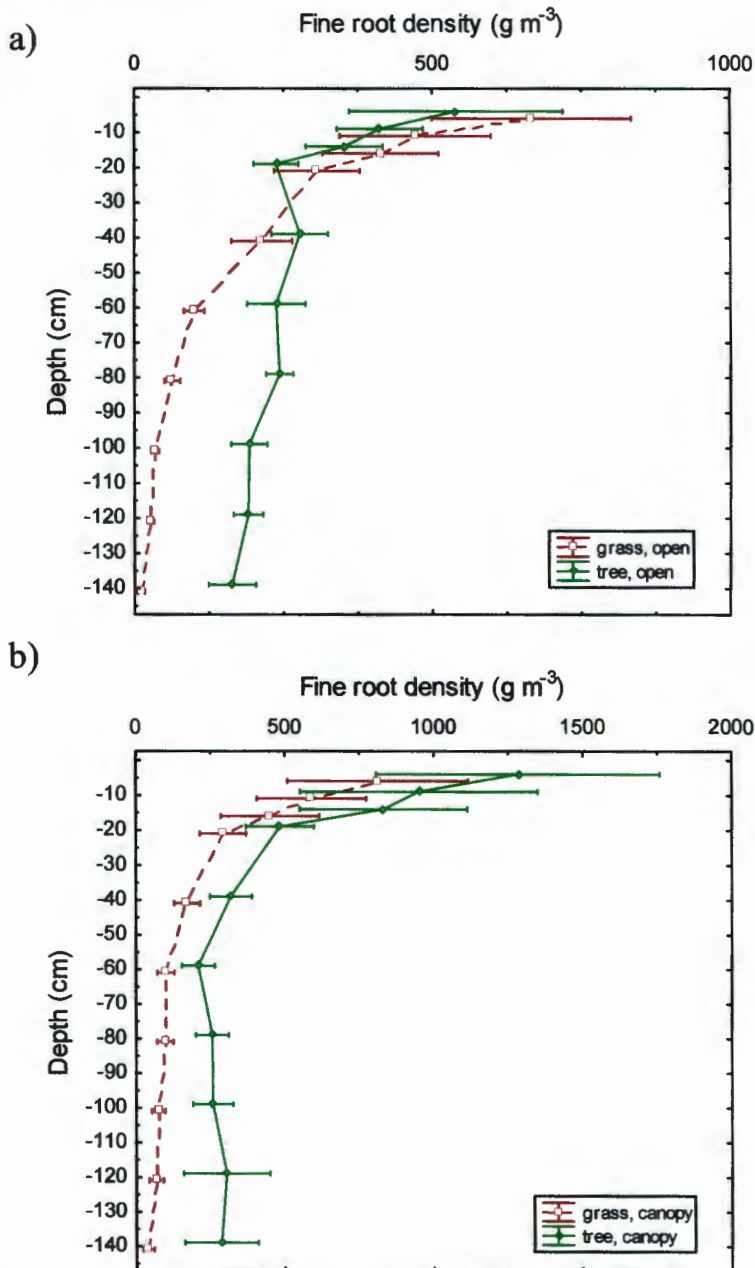 a)
Fine root density (g m⁻³)
0 500 1000
Depth (cm)
-10
-20
-30
-40
-50
-60
-70
-80
-90
-100
-110
-120
-130
-140
grass, open
tree, open
b)
Fine root density (g m⁻³)
0 500 1000 1500 2000
Depth (cm)
-10
-20
-30
-40
-50
-60
-70
-80
-90
-100
-110
-120
-130
-140
grass, canopy
tree, canopy